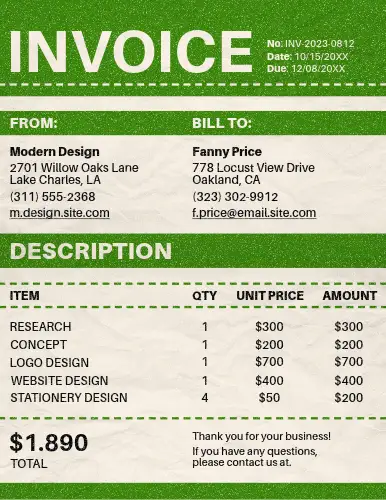 INVOICE
No: INV-2023-0812
Date: 10/15/20XX
Due: 12/08/20XX
FROM:
BILL TO:
Modern Design
2701 Willow Oaks Lane
Lake Charles, LA
(311) 555-2368
m.design.site.com
Fanny Price
778 Locust View Drive
Oakland, CA
(323) 302-9912
f.price@email.site.com
DESCRIPTION
ITEM QTY UNIT PRICE AMOUNT
RESEARCH 1 $300 $300
CONCEPT 1 $200 $200
LOGO DESIGN 1 $700 $700
WEBSITE DESIGN 1 $400 $400
STATIONERY DESIGN 4 $50 $200
$1.890
TOTAL
Thank you for your business!
If you have any questions,
please contact us at.